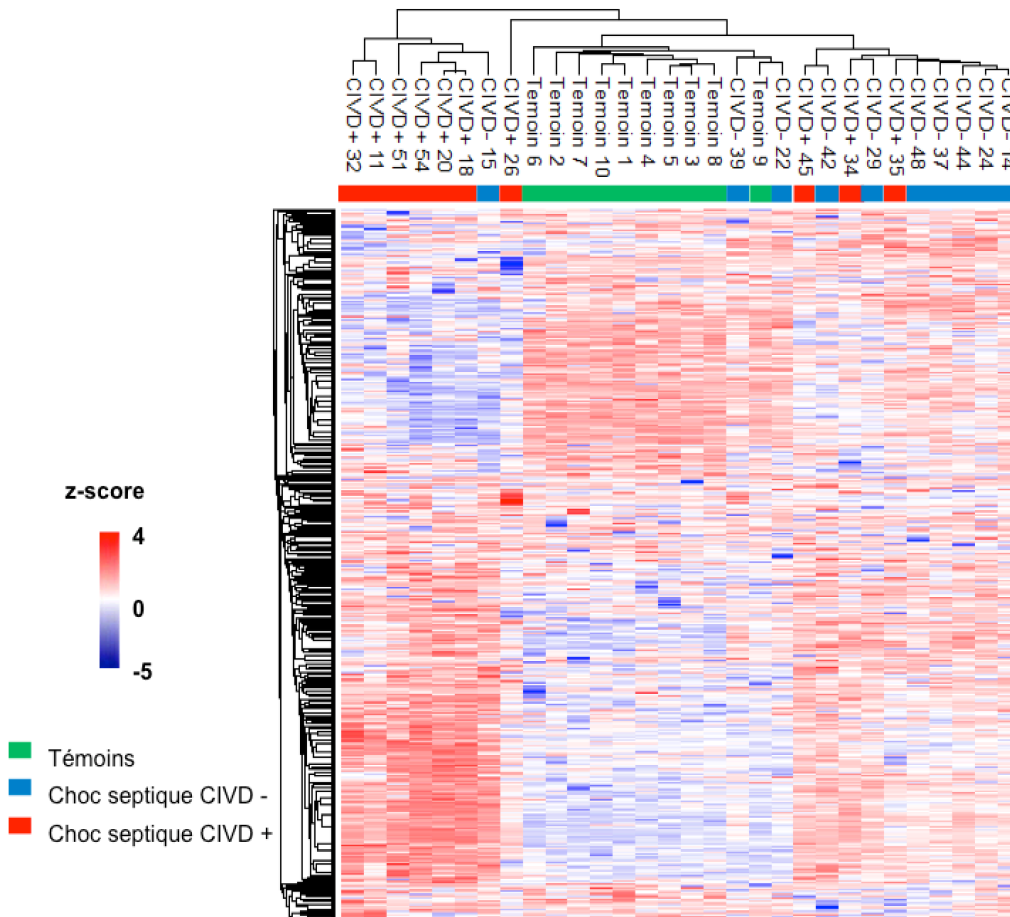 CIVD+ 32
CIVD+ 11
CIVD+ 51
CIVD+ 54
CIVD+ 20
CIVD+ 18
CIVD- 15
CIVD+ 26
Temoin 6
Temoin 2
Temoin 7
Temoin 10
Temoin 1
Temoin 4
Temoin 5
Temoin 3
Temoin 8
CIVD- 39
Temoin 9
CIVD- 22
CIVD+ 45
CIVD- 42
CIVD+ 34
CIVD- 29
CIVD+ 35
CIVD- 48
CIVD- 37
CIVD- 44
CIVD- 24
CIVD- 14
z-score
4
0
-5
Témoins
Choc septique CIVD -
Choc septique CIVD +